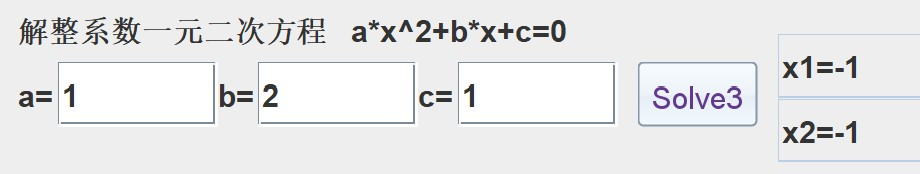 解整系数一元二次方程 a*x^2+b*x+c=0
a= 1 b= 2 c= 1 Solve3
x1=-1
x2=-1